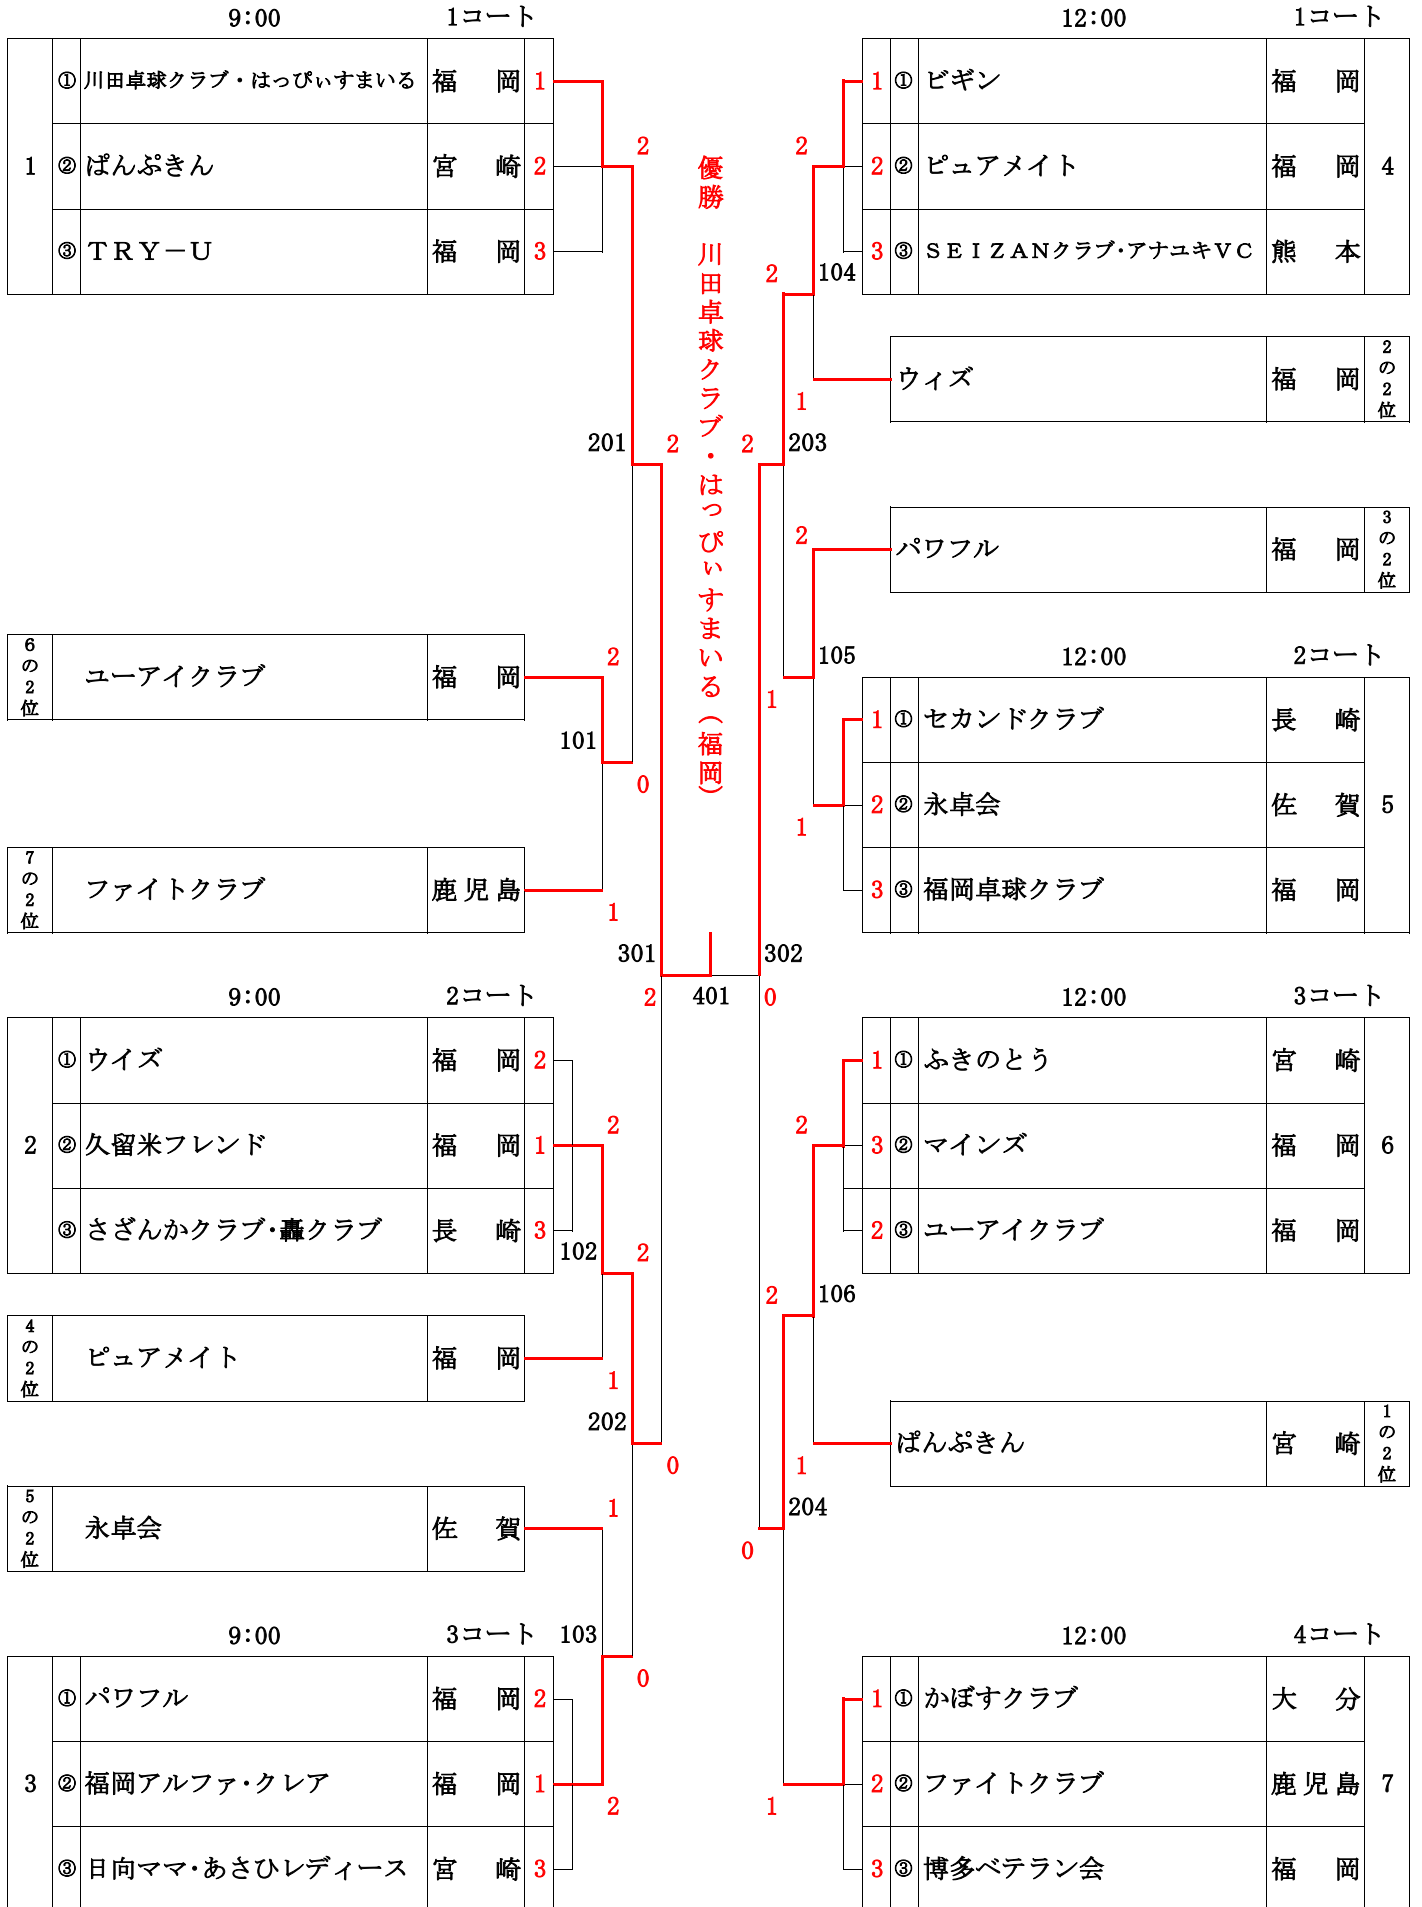 9:00 1コート
1
① 川田卓球クラブ・はっぴぃすまいる 福岡 1
② ぱんぷきん 宮崎 2
③ TRY-U 福岡 3
2
201
2
6の2位 ユーアイクラブ 福岡
2
101
0
7の2位 ファイトクラブ 鹿児島
1
301
2
9:00 2コート
2
① ウイズ 福岡 2
② 久留米フレンド 福岡 1
③ さざんかクラブ・轟クラブ 長崎 3
2
102
2
4の2位 ピュアメイト 福岡
1
202
0
5の2位 永卓会 佐賀
1
9:00 3コート
103
0
3
① パワフル 福岡 2
② 福岡アルファ・クレア 福岡 1
③ 日向ママ・あさひレディース 宮崎 3
2
優勝 川田卓球クラブ・はっぴぃすまいる(福岡)
401
12:00 1コート
4
1 ① ビギン 福岡
2 ② ピュアメイト 福岡
3 ③ SEIZANクラブ・アナユキVC 熊本
2
2
104
ウィズ 福岡 2の2位
1
2
203
2
パワフル 福岡 3の2位
105
1
12:00 2コート
5
1 ① セカンドクラブ 長崎
2 ② 永卓会 佐賀
3 ③ 福岡卓球クラブ 福岡
1
302
0
12:00 3コート
6
1 ① ふきのとう 宮崎
3 ② マインズ 福岡
2 ③ ユーアイクラブ 福岡
2
2
106
ぱんぷきん 宮崎 1の2位
1
204
0
12:00 4コート
7
1 ① かぼすクラブ 大分
2 ② ファイトクラブ 鹿児島
3 ③ 博多ベテラン会 福岡
1